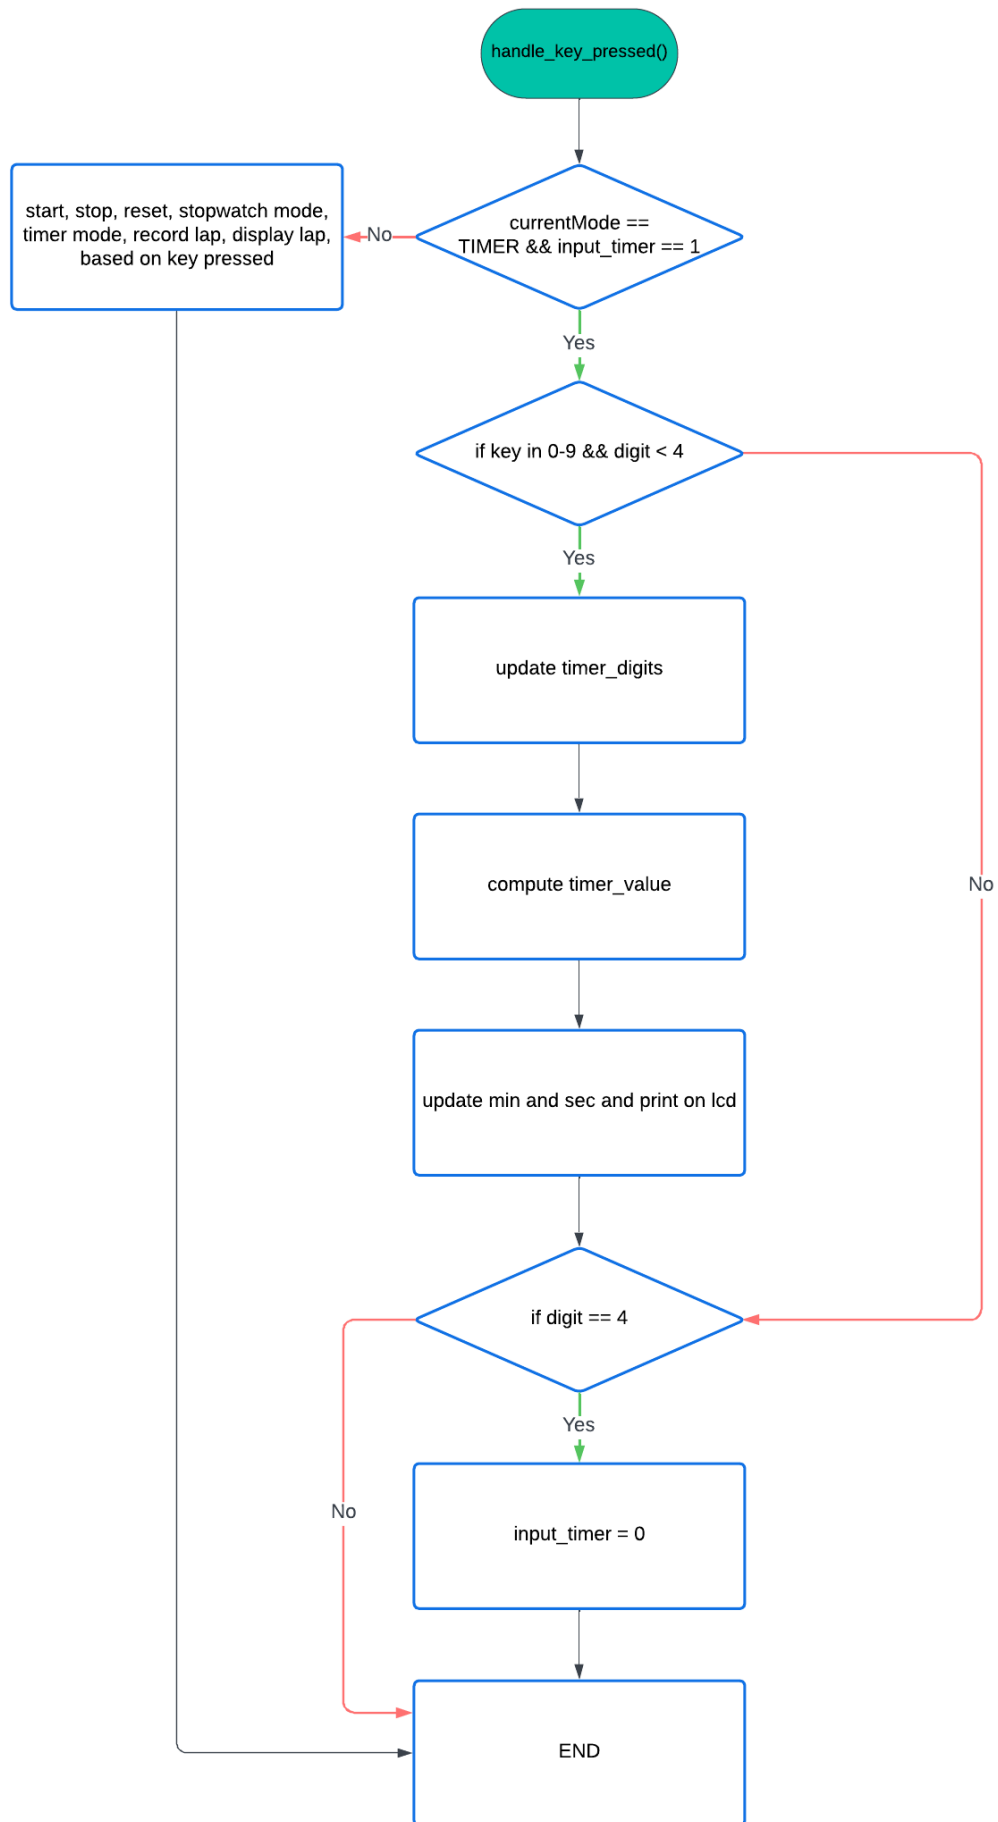 handle_key_pressed()
currentMode ==
TIMER && input_timer == 1
No
start, stop, reset, stopwatch mode,
timer mode, record lap, display lap,
based on key pressed
Yes
if key in 0-9 && digit < 4
Yes
update timer_digits
compute timer_value
No
update min and sec and print on lcd
if digit == 4
Yes
No
input_timer = 0
END